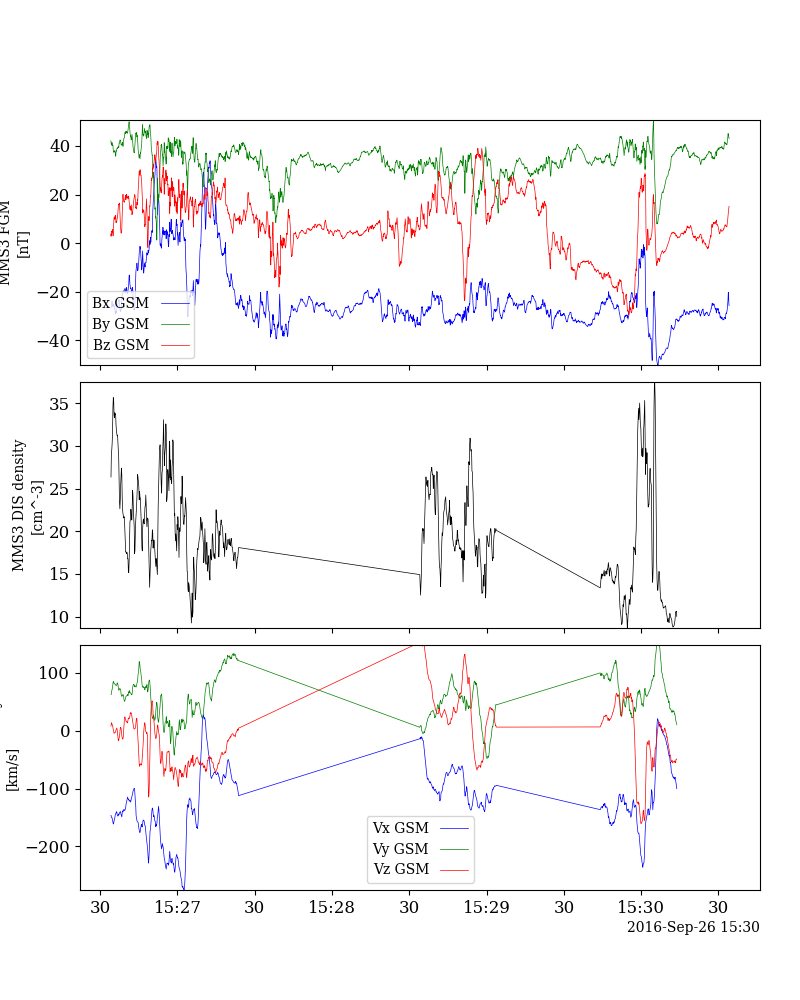 MMS3 FGM
[nT]
40
20
0
−20
−40
Bx GSM
By GSM
Bz GSM
MMS3 DIS density
[cm^-3]
35
30
25
20
15
10
[km/s]
100
0
−100
−200
Vx GSM
Vy GSM
Vz GSM
30 15:27 30 15:28 30 15:29 30 15:30 30
2016-Sep-26 15:30